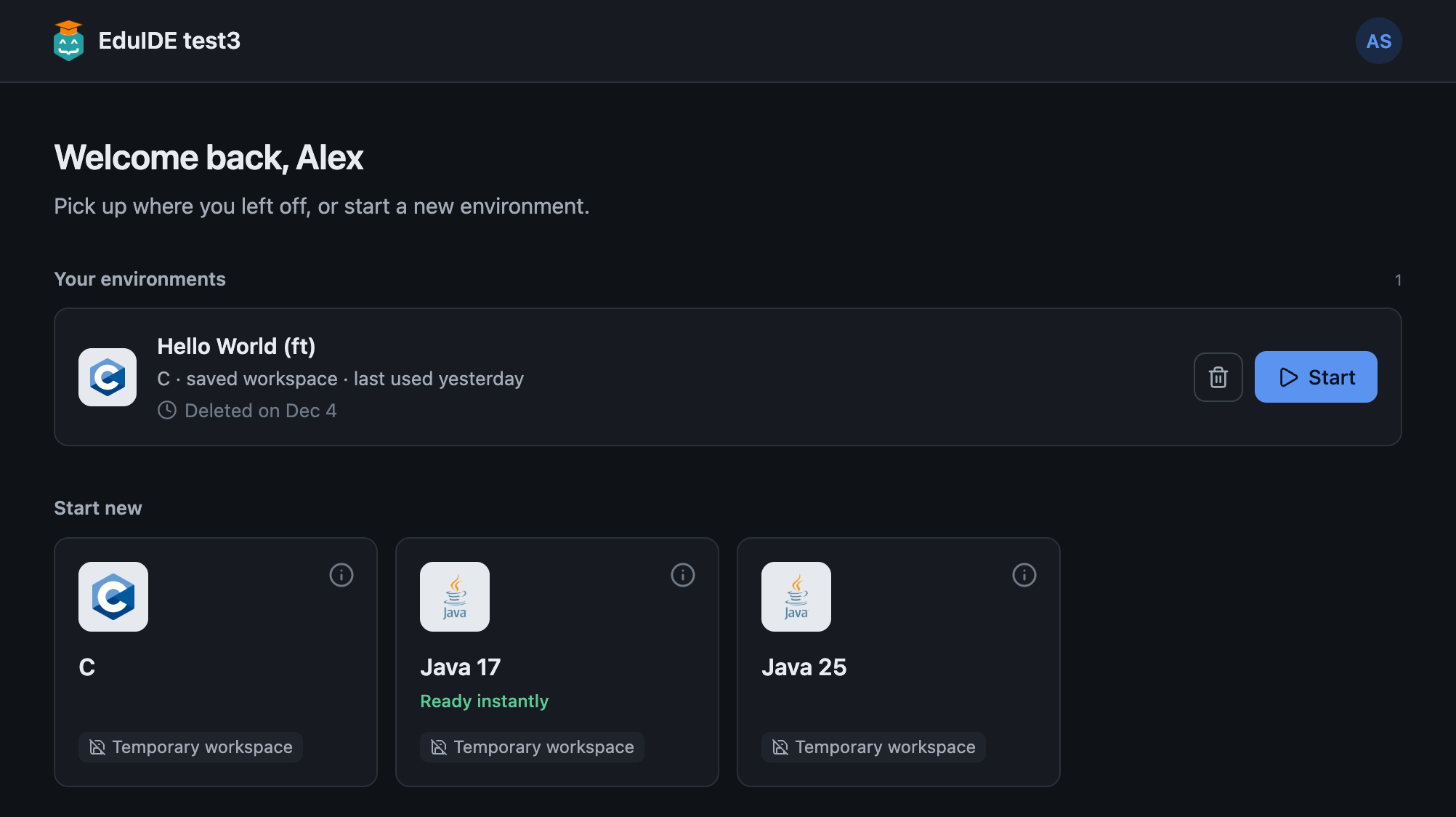 EduIDE test3
AS
Welcome back, Alex
Pick up where you left off, or start a new environment.
Your environments
1
Hello World (ft)
C · saved workspace · last used yesterday
Deleted on Dec 4
Start
Start new
C
Temporary workspace
Java
Java 17
Ready instantly
Temporary workspace
Java
Java 25
Temporary workspace